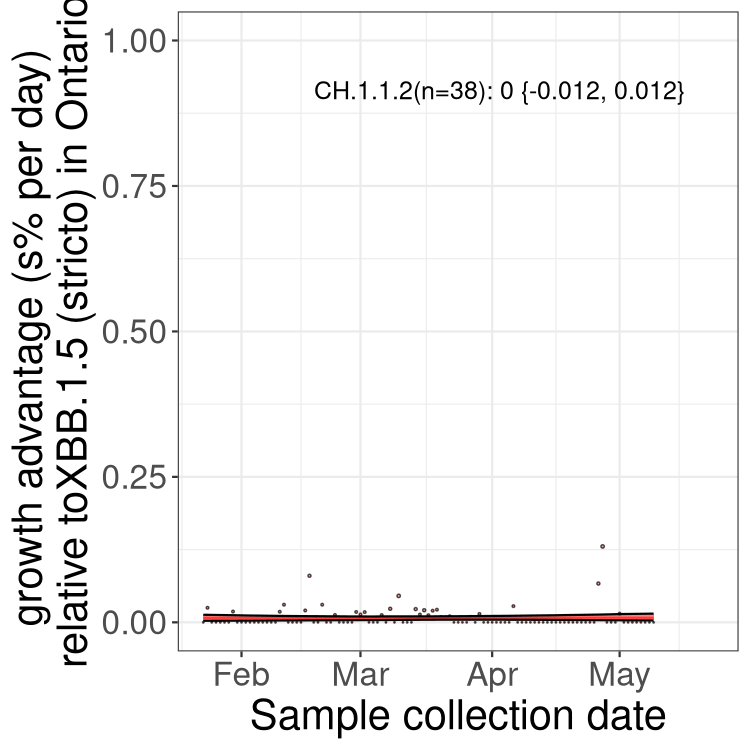 growth advantage (s% per day)
relative toXBB.1.5 (stricto) in Ontario
1.00
0.75
0.50
0.25
0.00
CH.1.1.2(n=38): 0 {-0.012, 0.012}
Feb
Mar
Apr
May
Sample collection date